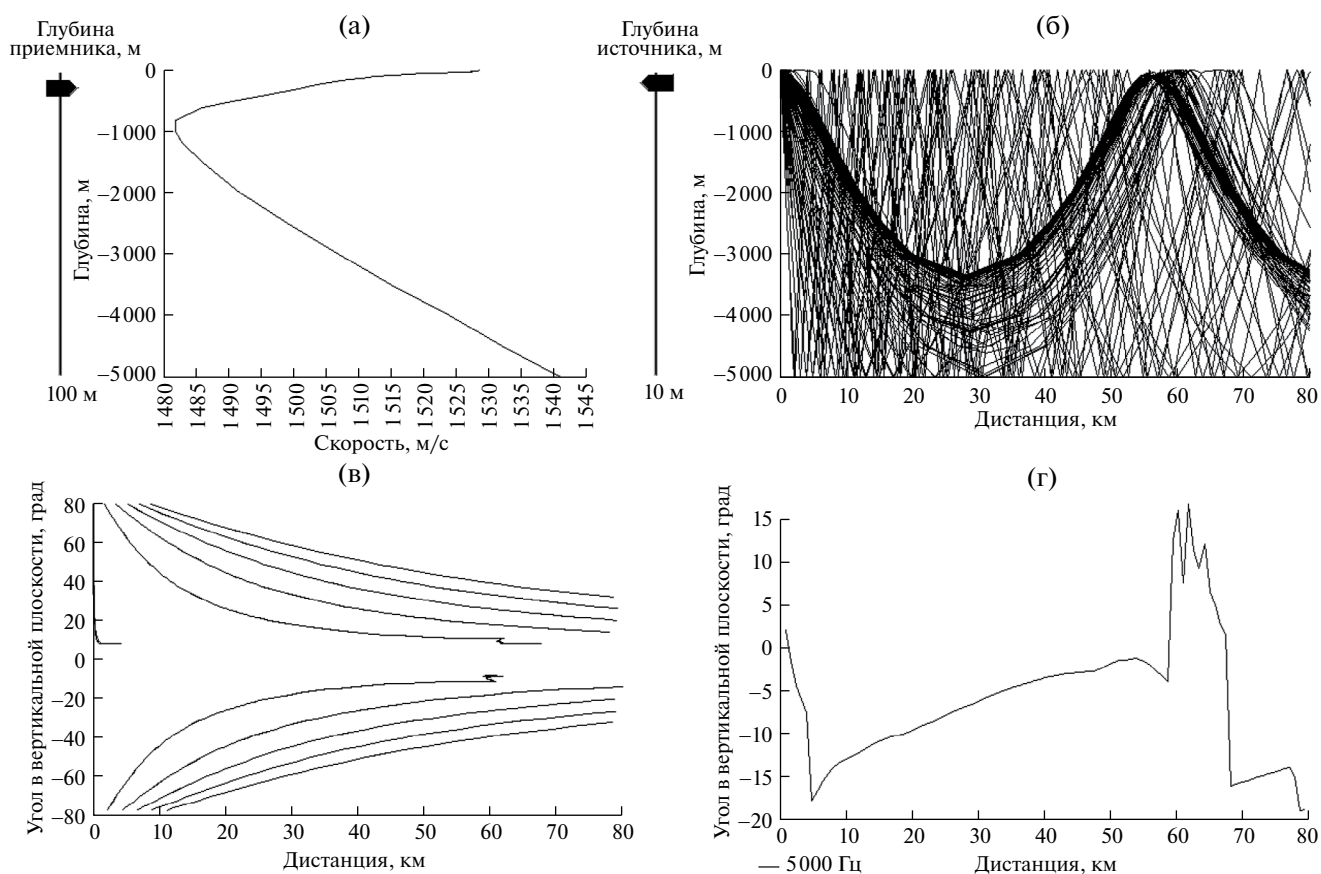 Глубина
приемника, м
100 м
(а)
Глубина, м
0
–1000
–2000
–3000
–4000
–5000
1480
1485
1490
1495
1500
1505
1510
1515
1520
1525
1530
1535
1540
1545
Скорость, м/с
Глубина
источника, м
10 м
(б)
Глубина, м
0
–1000
–2000
–3000
–4000
–5000
0 10 20 30 40 50 60 70 80
Дистанция, км
(в)
Угол в вертикальной плоскости, град
80
60
40
20
0
–20
–40
–60
–80
0 10 20 30 40 50 60 70 80
Дистанция, км
(г)
Угол в вертикальной плоскости, град
15
10
5
0
–5
–10
–15
–20
0 10 20 30 40 50 60 70 80
— 5000 Гц
Дистанция, км